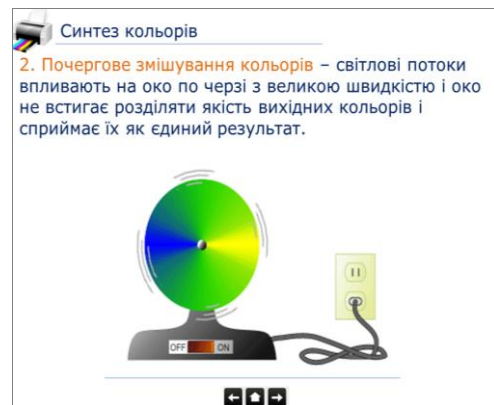 Синтез кольорів
2. Почергове змішування кольорів – світлові потоки
впливають на око по черзі з великою швидкістю і око
не встигає розділяти якість вихідних кольорів і
сприймає їх як єдиний результат.
OFF ON